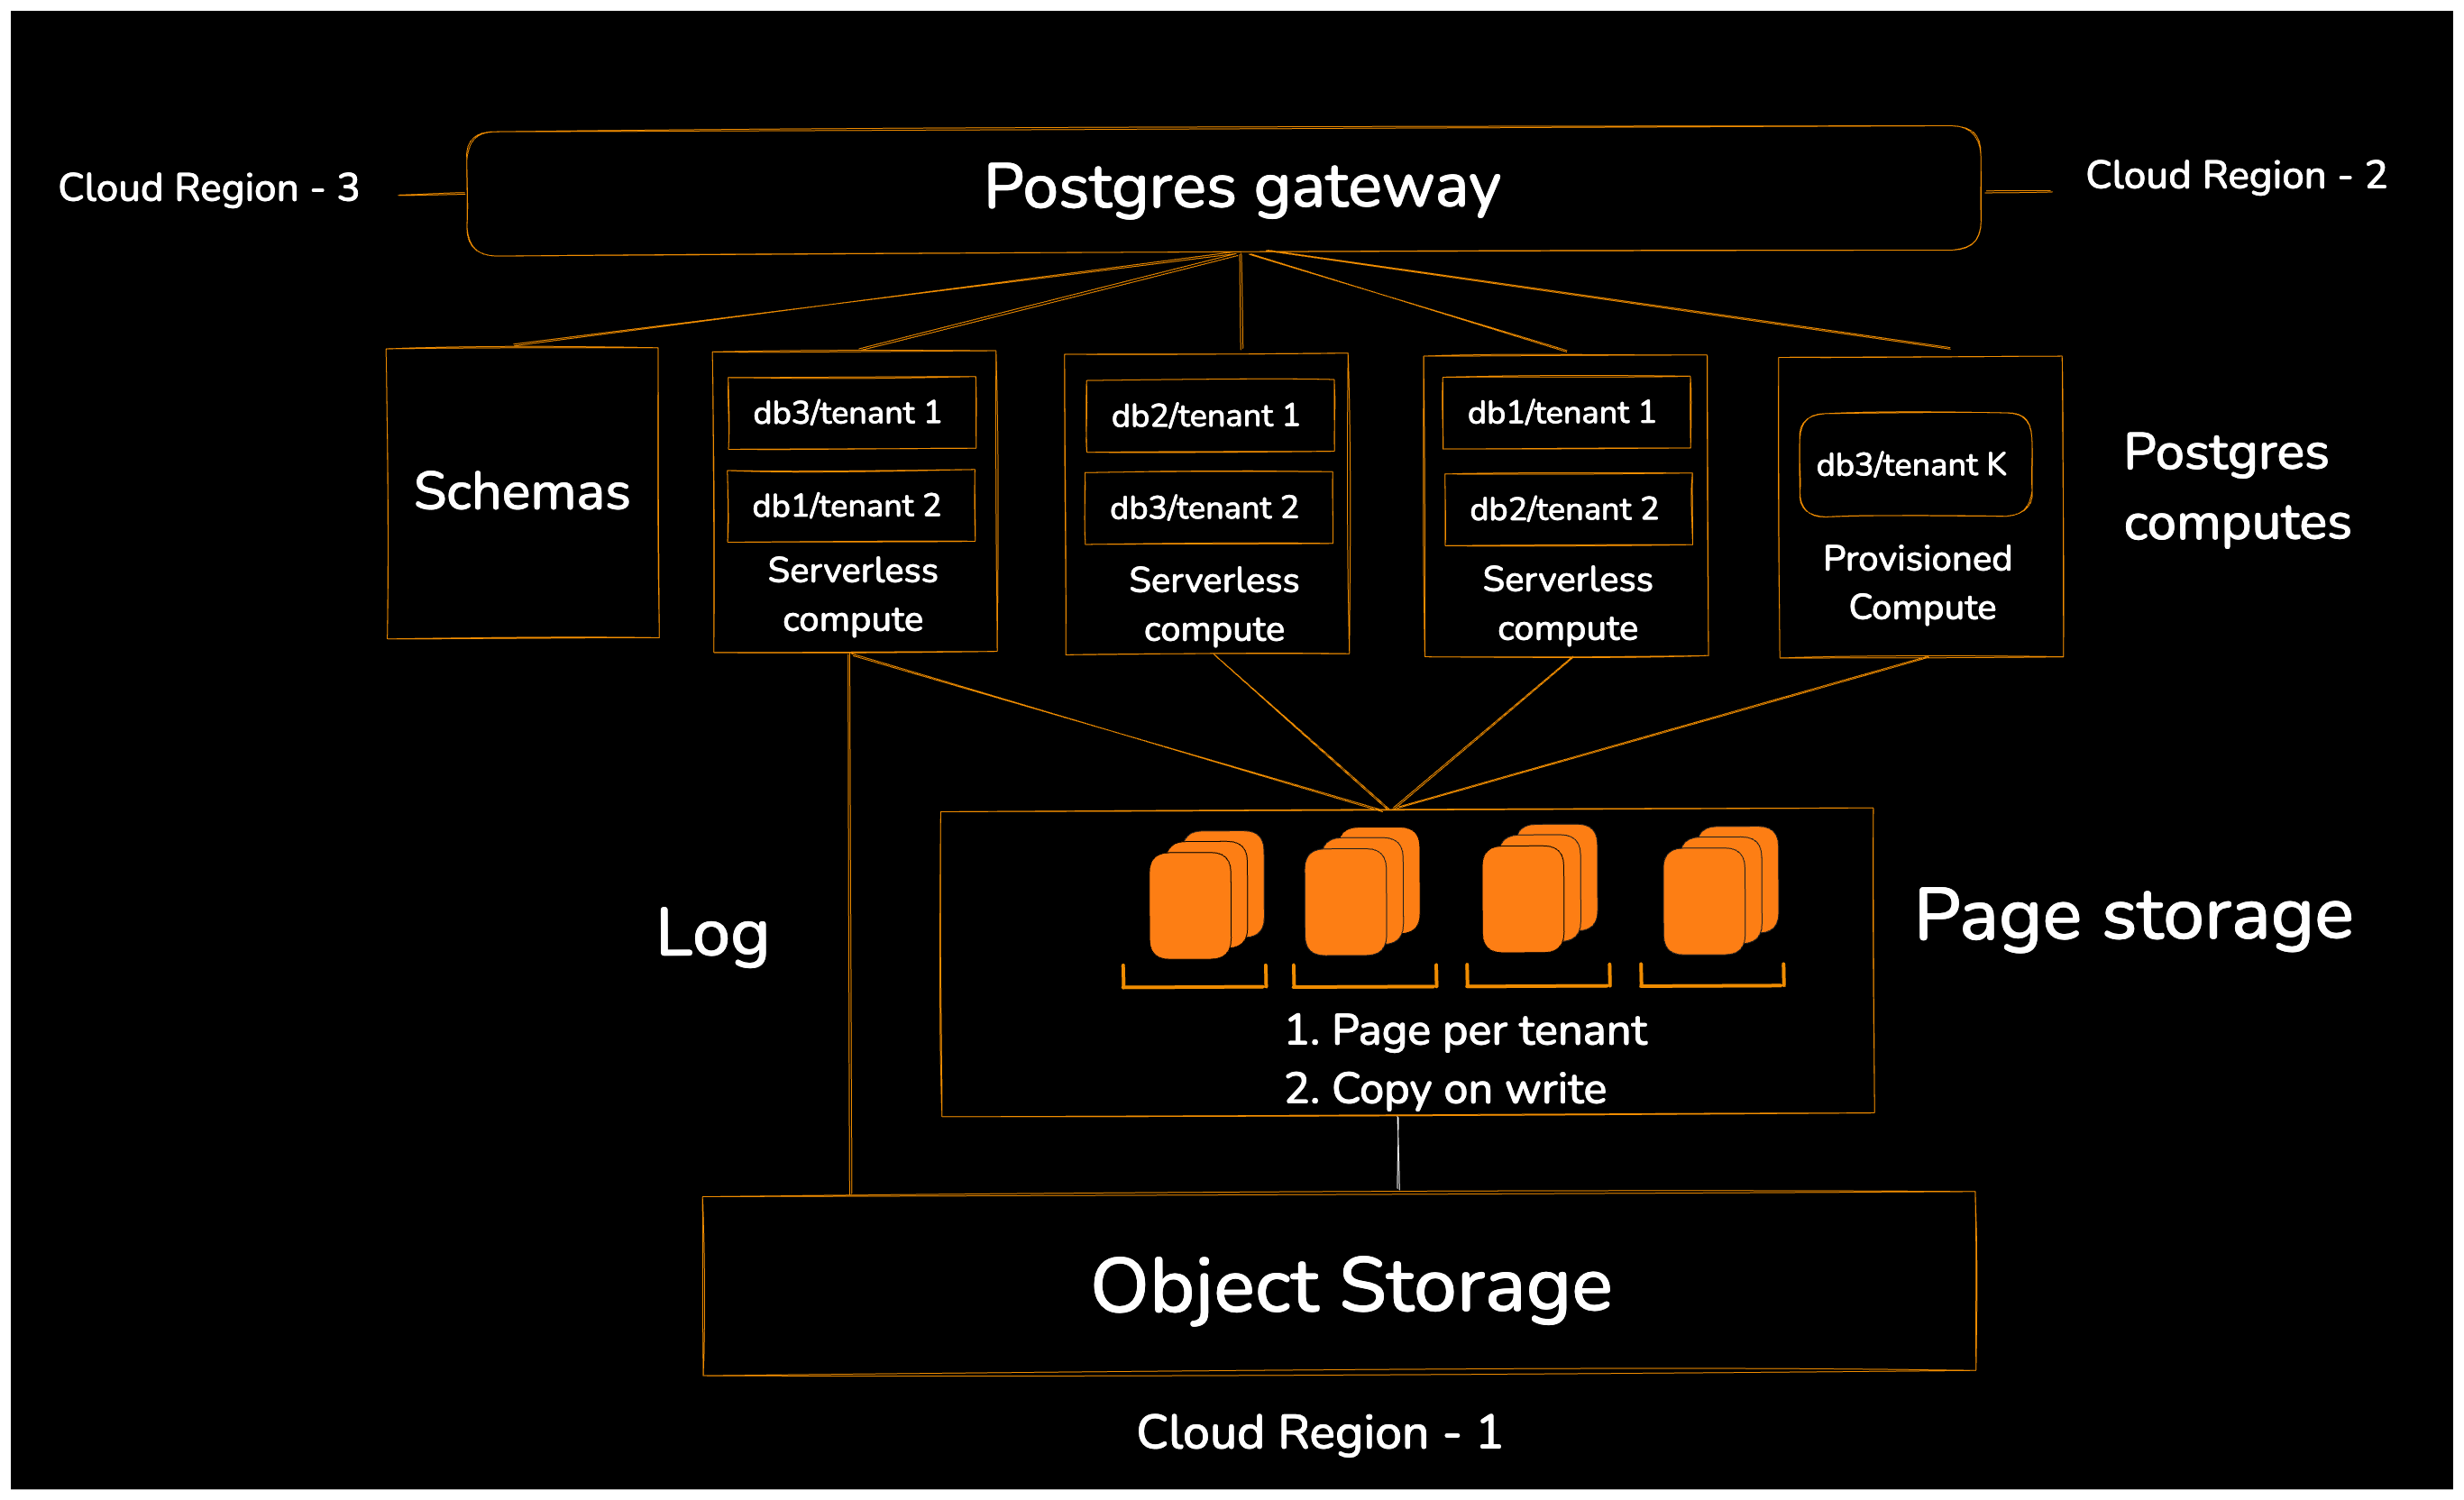 Postgres gateway
Cloud Region - 3
Cloud Region - 2
Schemas
db3/tenant 1
db1/tenant 2
Serverless
compute
db2/tenant 1
db3/tenant 2
Serverless
compute
db1/tenant 1
db2/tenant 2
Serverless
compute
db3/tenant K
Provisioned
Compute
Postgres
computes
Log
1. Page per tenant
2. Copy on write
Page storage
Object Storage
Cloud Region - 1